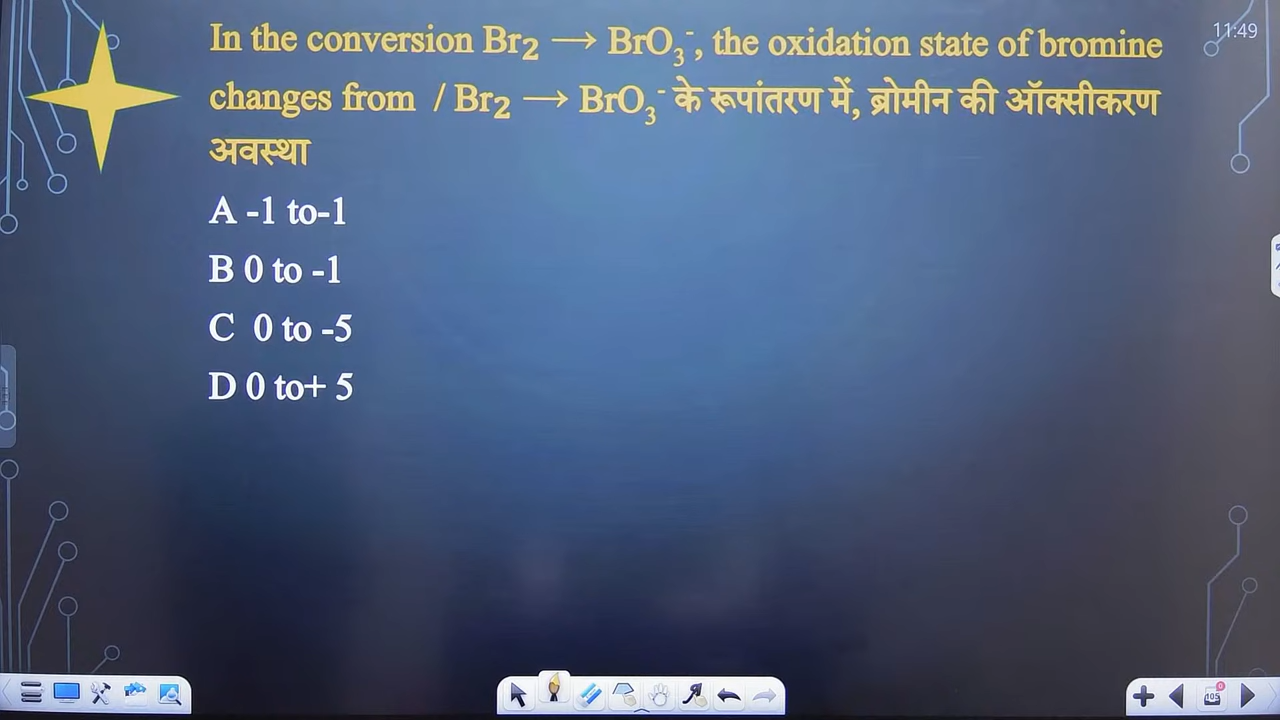 11:49
In the conversion Br₂ → BrO₃⁻, the oxidation state of bromine
changes from / Br₂ → BrO₃⁻ के रूपांतरण में, ब्रोमीन की ऑक्सीकरण
अवस्था
A -1 to-1
B 0 to -1
C 0 to -5
D 0 to+ 5
105